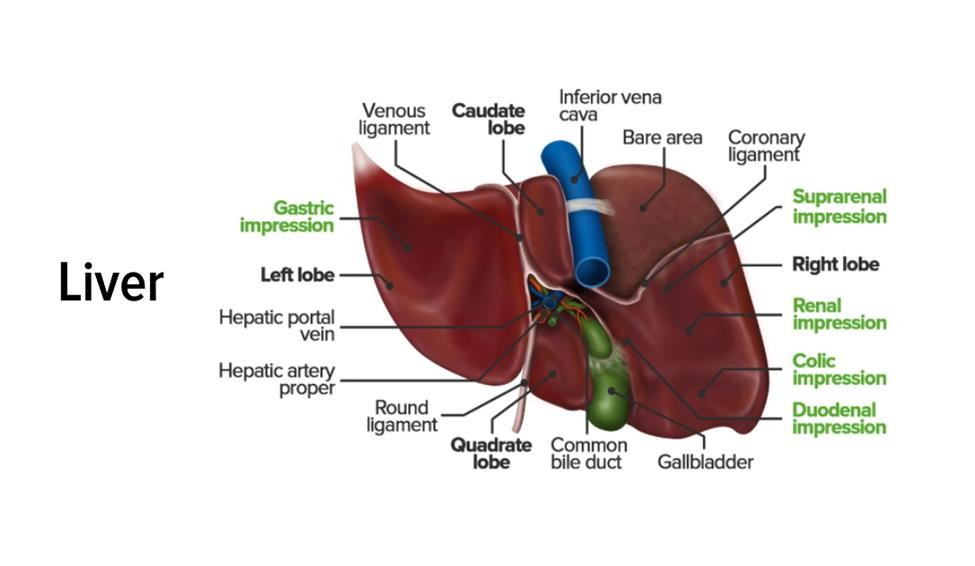 Liver
Venous
ligament
Caudate
lobe
Inferior vena
cava
Bare area
Coronary
ligament
Gastric
impression
Suprarenal
impression
Left lobe
Right lobe
Hepatic portal
vein
Renal
impression
Hepatic artery
proper
Colic
impression
Round
ligament
Duodenal
impression
Quadrate
lobe
Common
bile duct
Gallbladder